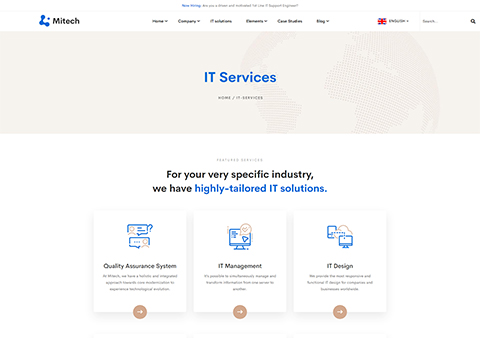 Now Hiring: Are you a driven and motivated 1st Line IT Support Engineer?
Mitech
Home Company IT solutions Elements Case Studies Blog
ENGLISH
Search...
IT Services
HOME / IT-SERVICES
FEATURED SERVICES
For your very specific industry,
we have highly-tailored IT solutions.
Quality Assurance System
At Mitech, we have a holistic and integrated
approach towards core modernization to
experience technological evolution.
IT Management
It's possible to simultaneously manage and
transform information from one server to
another.
IT Design
We provide the most responsive and
functional IT design for companies and
businesses worldwide.